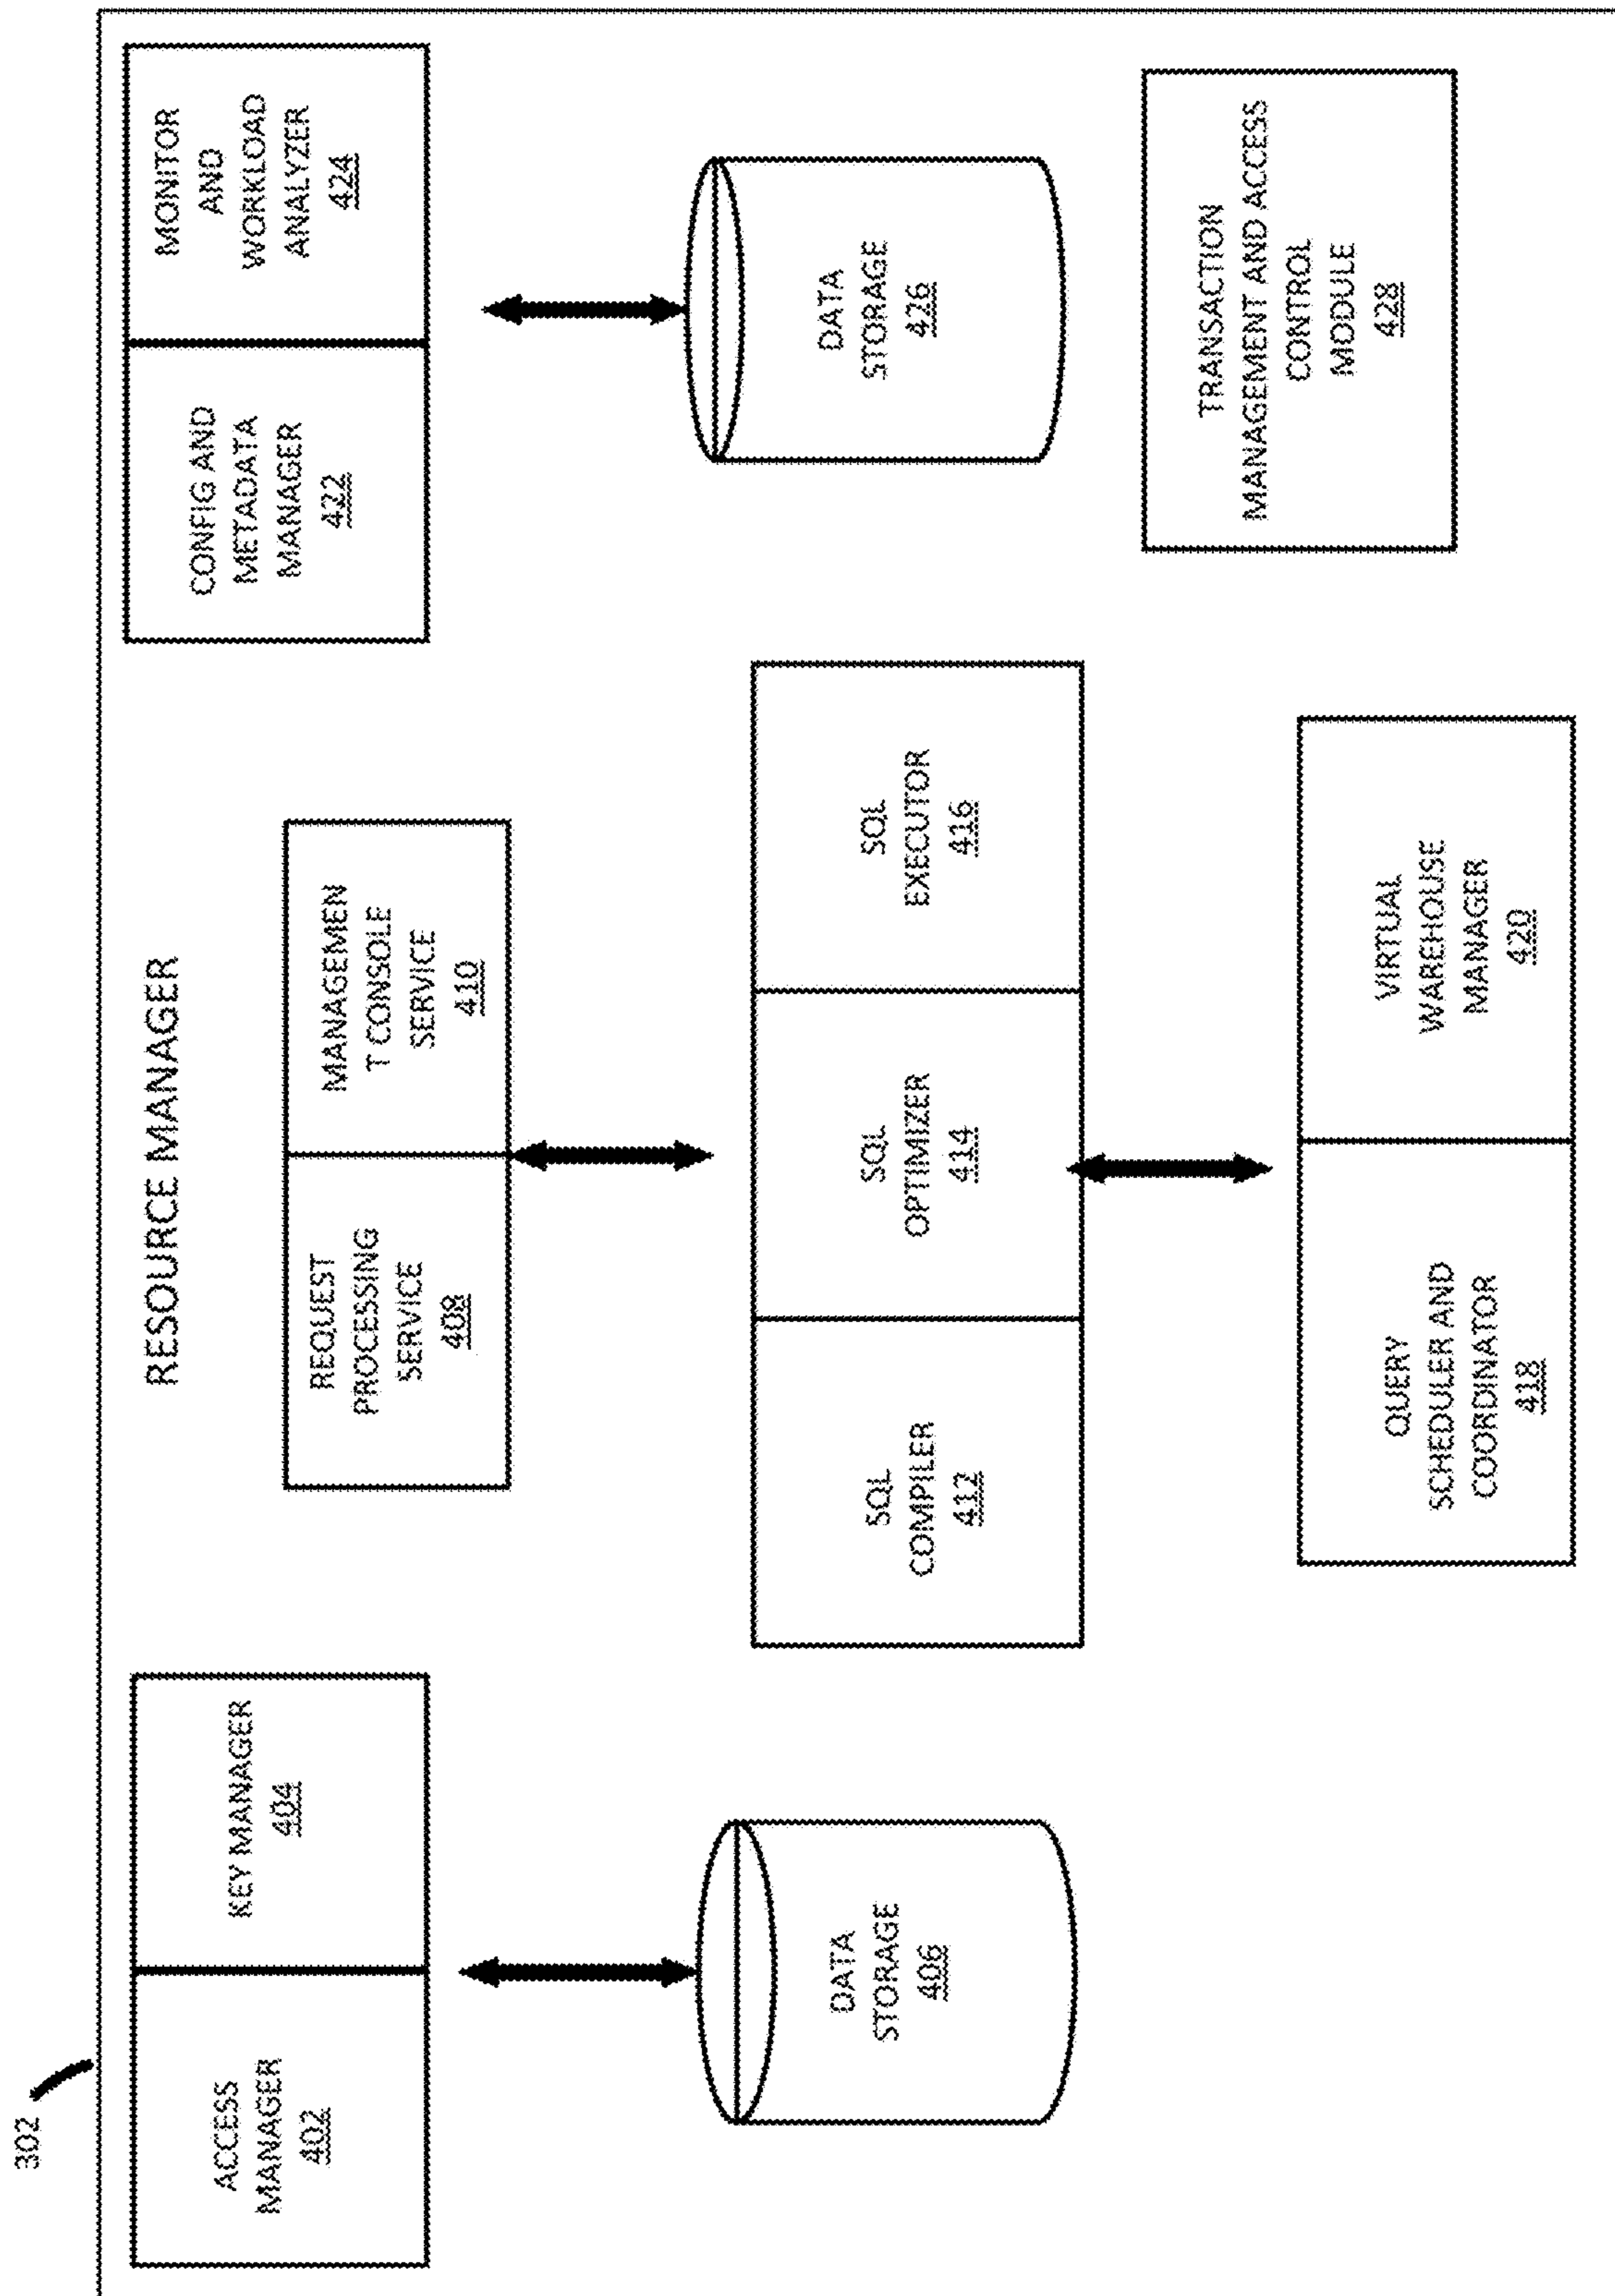 302
RESOURCE MANAGER
ACCESS
MANAGER
402
KEY MANAGER
404
REQUEST
PROCESSING
SERVICE
408
MANAGEMEN
T CONSOLE
SERVICE
410
CONFIG AND
METADATA
MANAGER
422
MONITOR
AND
WORKLOAD
ANALYZER
424
DATA
STORAGE
406
SQL
COMPILER
412
SQL
OPTIMIZER
414
SQL
EXECUTOR
416
DATA
STORAGE
426
QUERY
SCHEDULER AND
COORDINATOR
418
VIRTUAL
WAREHOUSE
MANAGER
420
TRANSACTION
MANAGEMENT AND ACCESS
CONTROL
MODULE
428